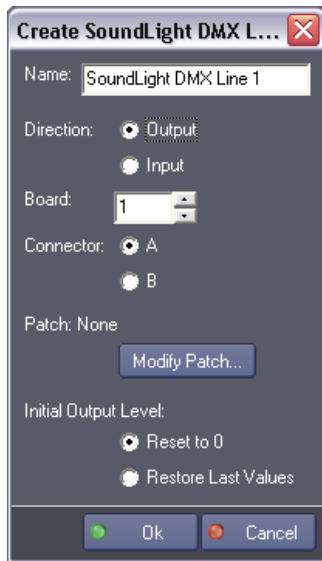 Create SoundLight DMX L...
Name: SoundLight DMX Line 1
Direction: Output
Input
Board: 1
Connector: A
B
Patch: None
Modify Patch...
Initial Output Level:
Reset to 0
Restore Last Values
Ok Cancel